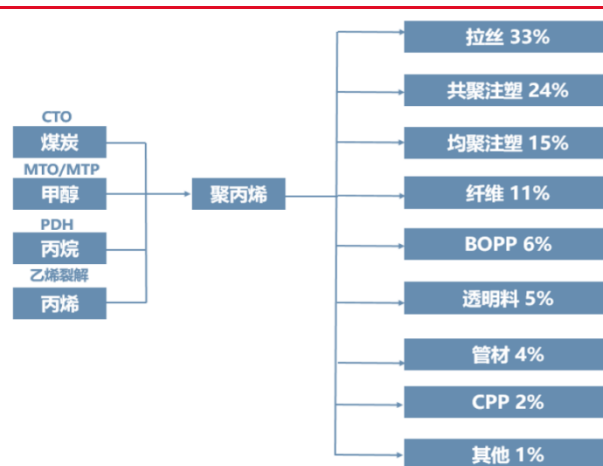 CTO
煤炭
MTO/MTP
甲醇
PDH
丙烷
乙烯裂解
丙烯
聚丙烯
拉丝 33%
共聚注塑 24%
均聚注塑 15%
纤维 11%
BOPP 6%
透明料 5%
管材 4%
CPP 2%
其他 1%